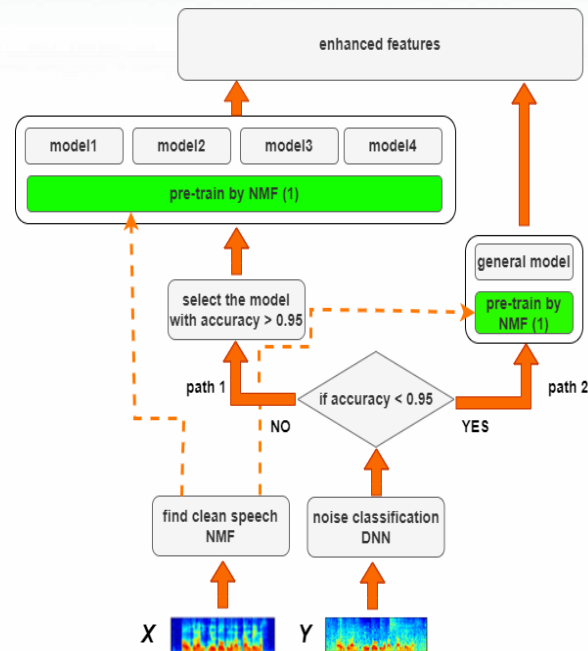 enhanced features
model1 model2 model3 model4
pre-train by NMF (1)
general model
select the model
with accuracy > 0.95
pre-train by
NMF (1)
path 1
path 2
if accuracy < 0.95
NO
YES
find clean speech
NMF
noise classification
DNN
X
Y